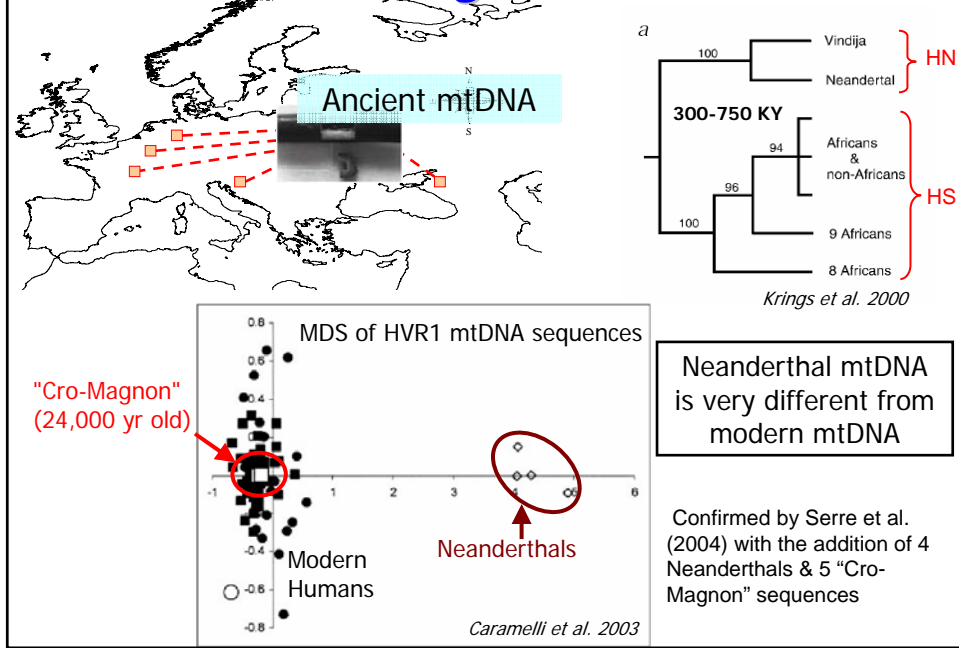 Ancient mtDNA
N
S
a
100
Vindija
Neandertal
HN
300-750 KY
94
Africans
&
non-Africans
96
HS
100
9 Africans
8 Africans
Krings et al. 2000
MDS of HVR1 mtDNA sequences
0.8
0.6
0.4
-1
1
2
3
4
5
6
-0.4
-0.6
-0.8
"Cro-Magnon"
(24,000 yr old)
Neanderthals
Modern
Humans
Caramelli et al. 2003
Neanderthal mtDNA
is very different from
modern mtDNA
Confirmed by Serre et al.
(2004) with the addition of 4
Neanderthals & 5 “Cro-
Magnon” sequences